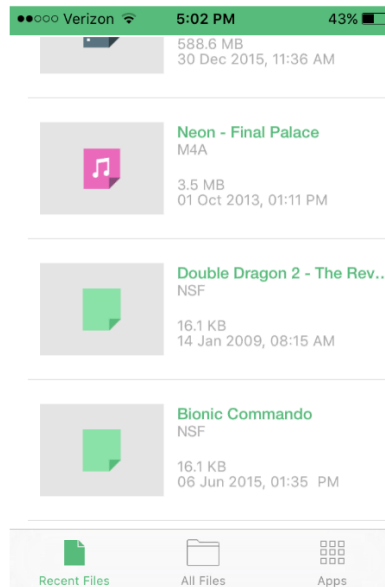 Verizon 5:02 PM 43%
588.6 MB
30 Dec 2015, 11:36 AM
Neon - Final Palace
M4A
3.5 MB
01 Oct 2013, 01:11 PM
Double Dragon 2 - The Rev...
NSF
16.1 KB
14 Jan 2009, 08:15 AM
Bionic Commando
NSF
16.1 KB
06 Jun 2015, 01:35 PM
Recent Files All Files Apps